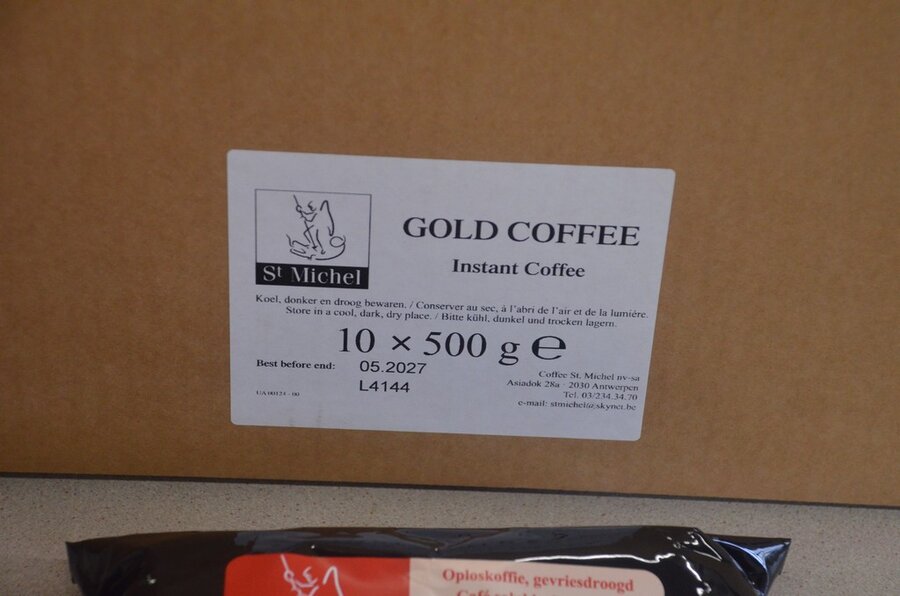 St Michel
GOLD COFFEE
Instant Coffee
Koel, donker en droog bewaren. / Conserver au sec, à l'abri de l'air et de la lumière.
Store in a cool, dark, dry place. / Bitte kühl, dunkel und trocken lagern.
10 × 500 g ℮
Best before end: 05.2027
L4144
Coffee St. Michel nv-sa
Asiadok 28a - 2030 Antwerpen
Tel. 03/234.34.70
e-mail: stmichel@skynet.be
UA 00124 - 00
Oploskoffie, gevriesdroogd